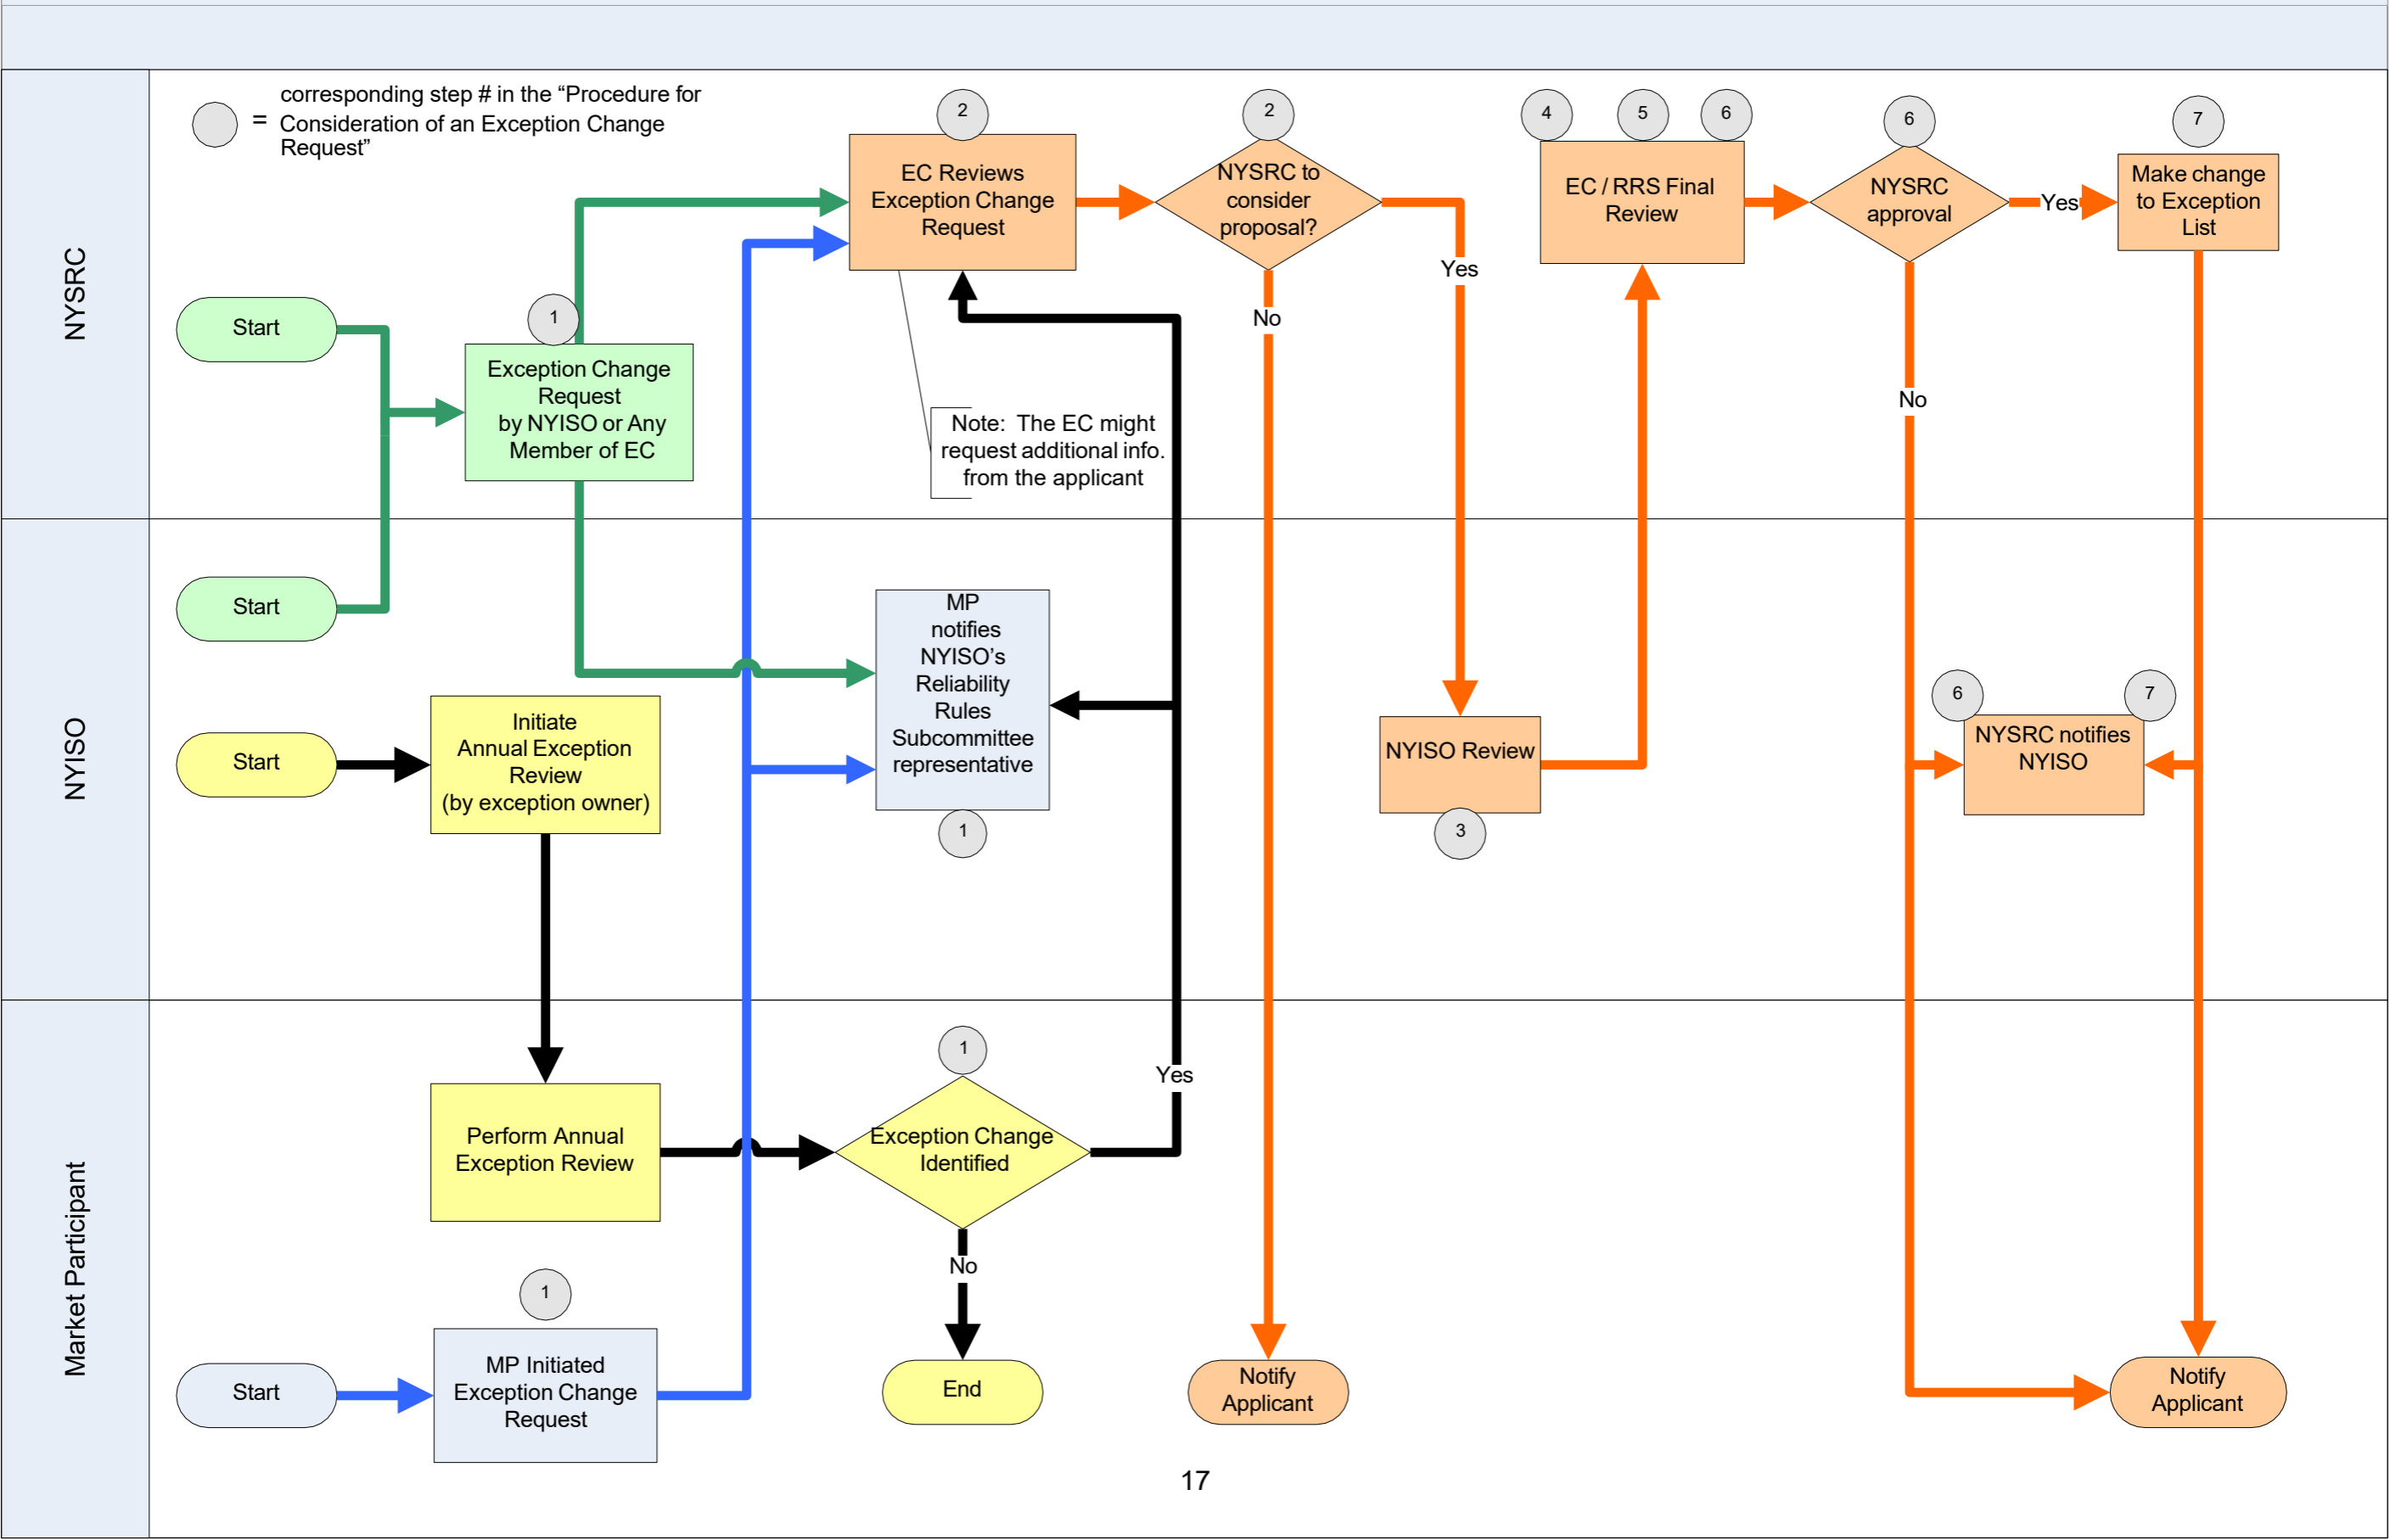 corresponding step # in the “Procedure for
= Consideration of an Exception Change
Request”
2
2
4
5
6
6
7
NYSRC
EC Reviews
Exception Change
Request
NYSRC to
consider
proposal?
EC / RRS Final
Review
NYSRC
approval
Yes
Make change
to Exception
List
Yes
No
No
Start
1
Exception Change
Request
by NYISO or Any
Member of EC
Note: The EC might
request additional info.
from the applicant
NYISO
Start
MP
notifies
NYISO’s
Reliability
Rules
Subcommittee
representative
1
Start
Initiate
Annual Exception
Review
(by exception owner)
NYISO Review
3
6
7
NYSRC notifies
NYISO
Market Participant
1
Yes
Perform Annual
Exception Review
Exception Change
Identified
No
1
Start
MP Initiated
Exception Change
Request
End
Notify
Applicant
Notify
Applicant
17